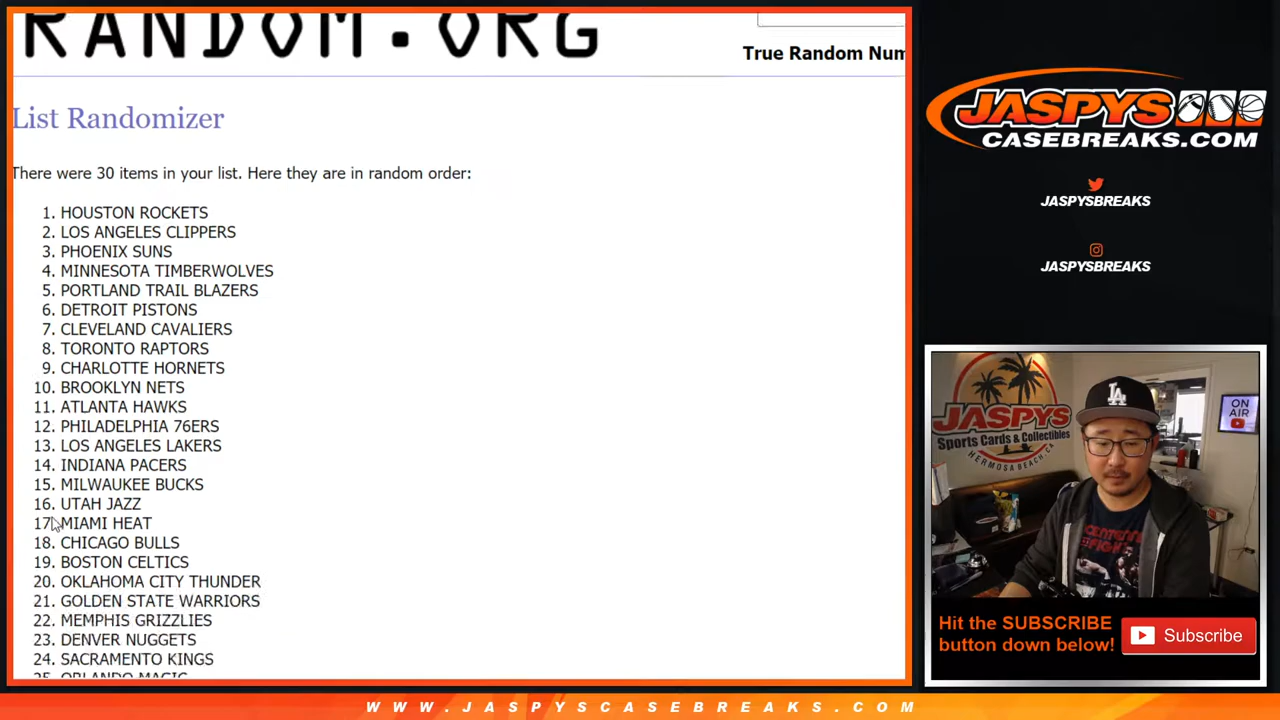 RANDOM.ORG
True Random Num
List Randomizer
There were 30 items in your list. Here they are in random order:
1. HOUSTON ROCKETS
2. LOS ANGELES CLIPPERS
3. PHOENIX SUNS
4. MINNESOTA TIMBERWOLVES
5. PORTLAND TRAIL BLAZERS
6. DETROIT PISTONS
7. CLEVELAND CAVALIERS
8. TORONTO RAPTORS
9. CHARLOTTE HORNETS
10. BROOKLYN NETS
11. ATLANTA HAWKS
12. PHILADELPHIA 76ERS
13. LOS ANGELES LAKERS
14. INDIANA PACERS
15. MILWAUKEE BUCKS
16. UTAH JAZZ
17. MIAMI HEAT
18. CHICAGO BULLS
19. BOSTON CELTICS
20. OKLAHOMA CITY THUNDER
21. GOLDEN STATE WARRIORS
22. MEMPHIS GRIZZLIES
23. DENVER NUGGETS
24. SACRAMENTO KINGS
25. ORLANDO MAGIC
JASPYS
CASEBREAKS.COM
JASPYSBREAKS
JASPYSBREAKS
JASPYS
Sports Cards & Collectibles
HERMOSA BEACH, CA
LA
ON
AIR
Hit the SUBSCRIBE
button down below!
Subscribe
WWW.JASPYSCASEBREAKS.COM